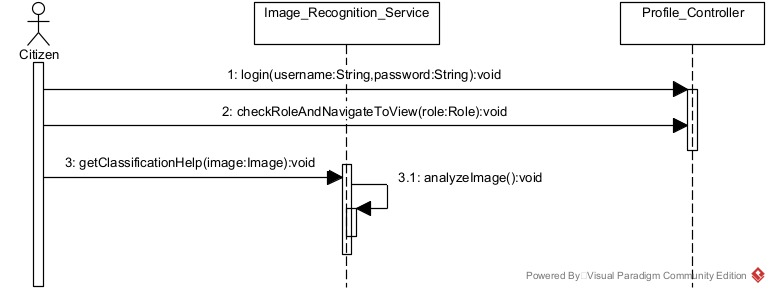 Image_Recognition_Service
Profile_Controller
Citizen
1: login(username:String,password:String):void
2: checkRoleAndNavigateToView(role:Role):void
3: getClassificationHelp(image:Image):void
3.1: analyzeImage():void
Powered By Visual Paradigm Community Edition